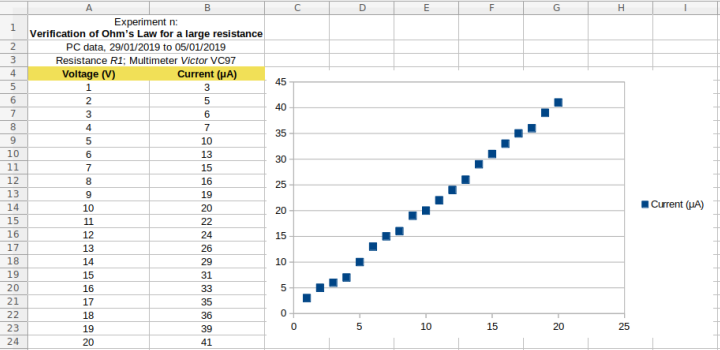 A B C D E F G H I
1 Experiment n:
Verification of Ohm's Law for a large resistance
2 PC data, 29/01/2019 to 05/01/2019
3 Resistance R1; Multimeter Victor VC97
4 Voltage (V) Current (µA)
5 1 3
6 2 5
7 3 6
8 4 7
9 5 10
10 6 13
11 7 15
12 8 16
13 9 19
14 10 20
15 11 22
16 12 24
17 13 26
18 14 29
19 15 31
20 16 33
21 17 35
22 18 36
23 19 39
24 20 41
45
40
35
30
25
20
15
10
5
0
0 5 10 15 20 25
Current (µA)